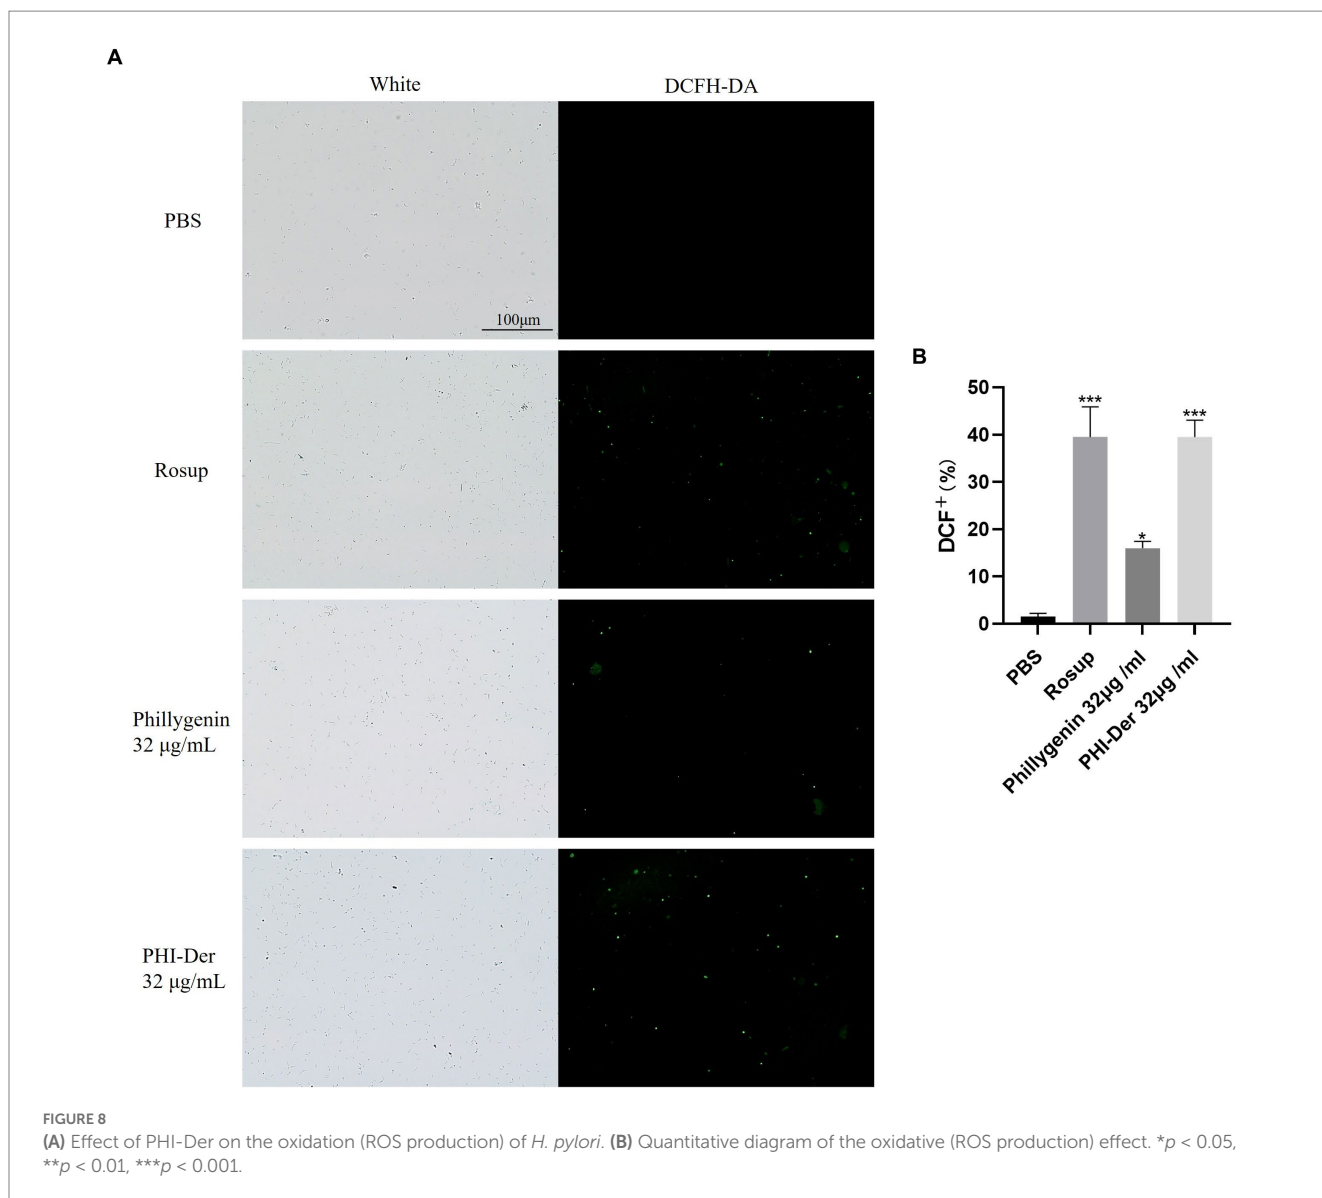 A
White
DCFH-DA
PBS
100μm
Rosup
Phillygenin
32 μg/mL
PHI-Der
32 μg/mL
B
DCF⁺ (%)
50
40
30
20
10
0
***
*
***
PBS
Rosup
Phillygenin 32μg /ml
PHI-Der 32μg /ml
FIGURE 8
(A) Effect of PHI-Der on the oxidation (ROS production) of H. pylori. (B) Quantitative diagram of the oxidative (ROS production) effect. *p < 0.05,
**p < 0.01, ***p < 0.001.